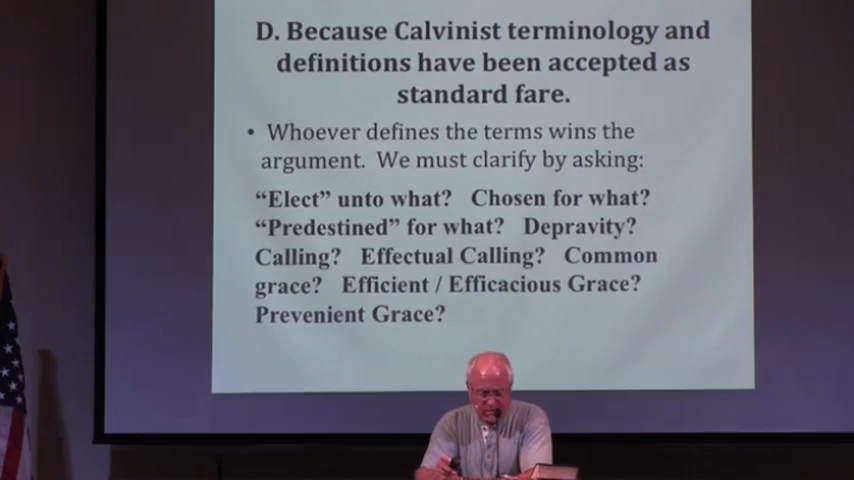 D. Because Calvinist terminology and
definitions have been accepted as
standard fare.
• Whoever defines the terms wins the
argument. We must clarify by asking:
“Elect” unto what? Chosen for what?
“Predestined” for what? Depravity?
Calling? Effectual Calling? Common
grace? Efficient / Efficacious Grace?
Prevenient Grace?